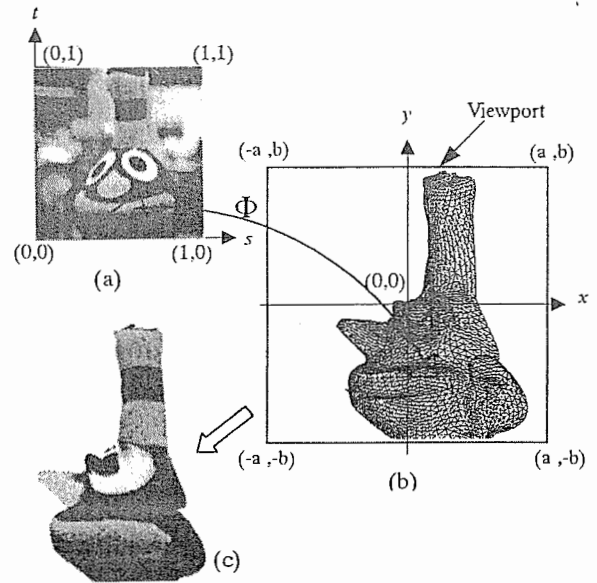 t
(0,1) (1,1)
(0,0) (1,0) s
(a)
Φ
Viewport
y
(-a ,b) (a ,b)
(0,0)
x
(-a ,-b) (a ,-b)
(b)
(c)